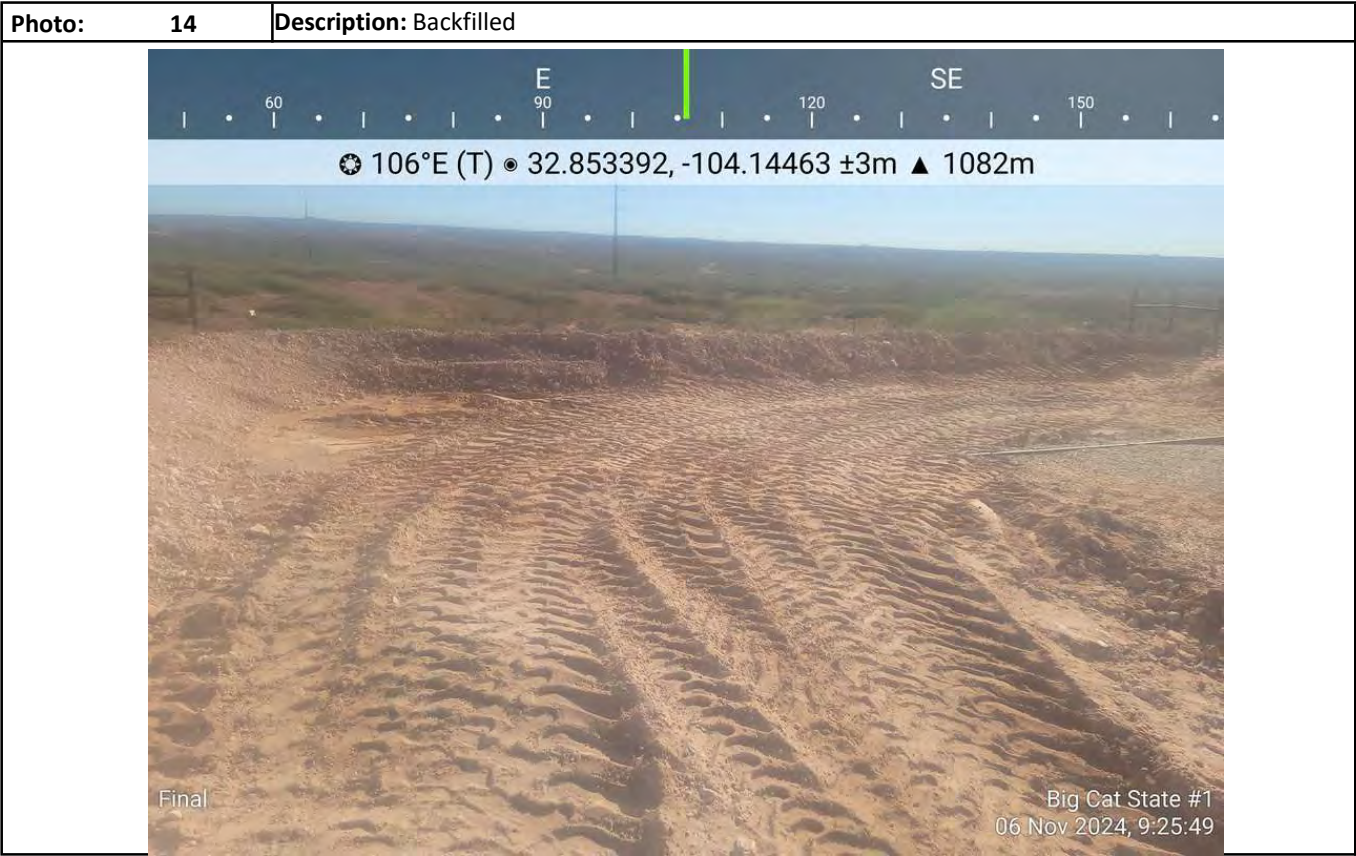 Photo: 14 Description: Backfilled
E SE
60 90 120 150
106°E (T) 32.853392, -104.14463 ±3m ▲ 1082m
Final
Big Cat State #1
06 Nov 2024, 9:25:49